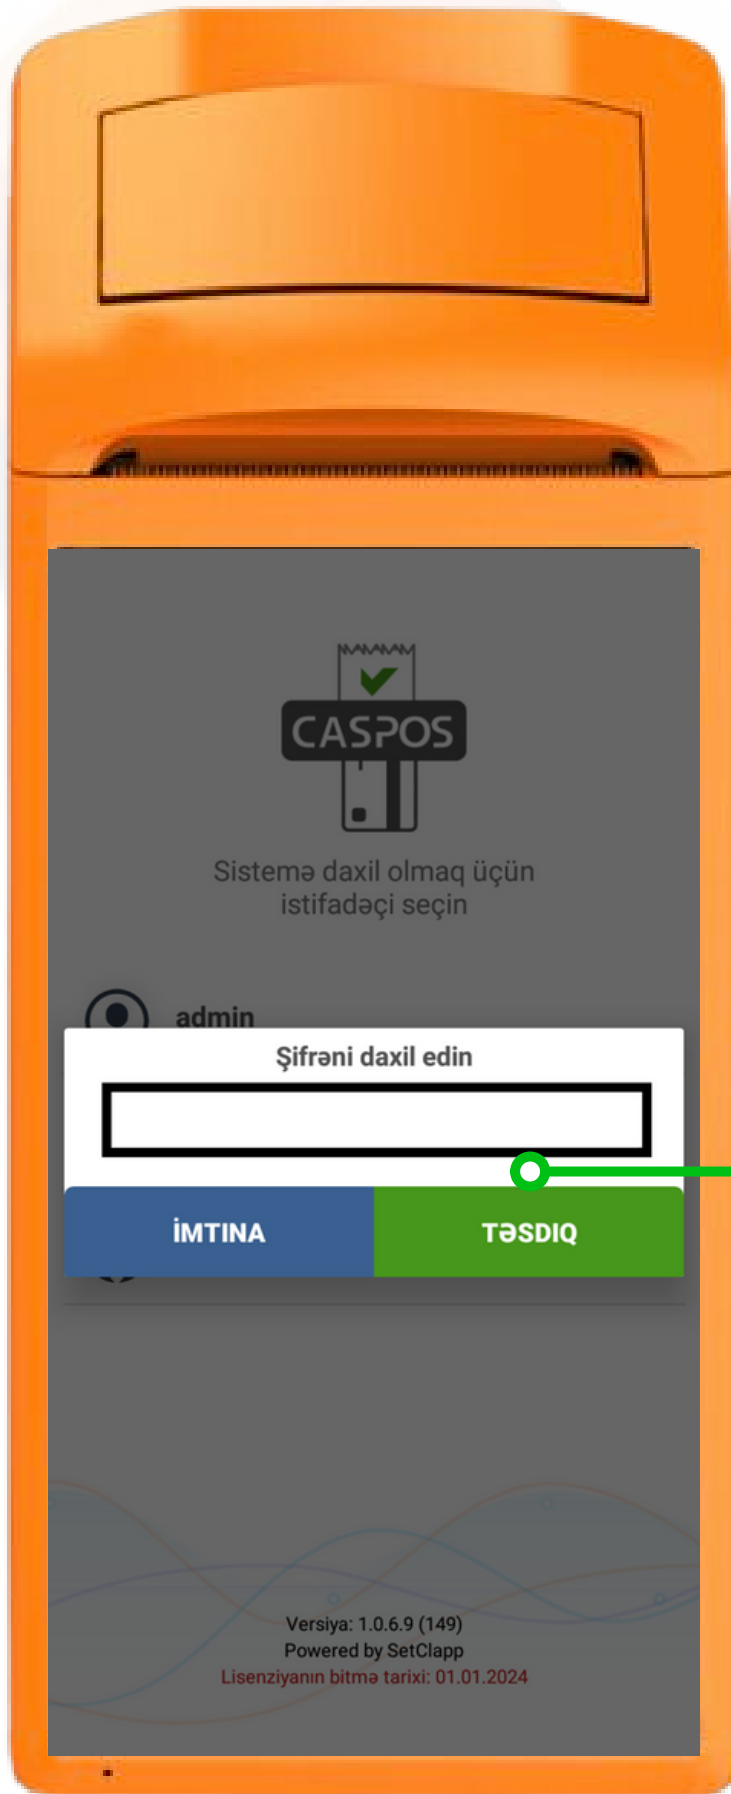 CASPOS
Sistemə daxil olmaq üçün
istifadəçi seçin
admin
Şifrəni daxil edin
İMTINA
TƏSDIQ
Versiya: 1.0.6.9 (149)
Powered by SetClapp
Lisenziyanın bitmə tarixi: 01.01.2024